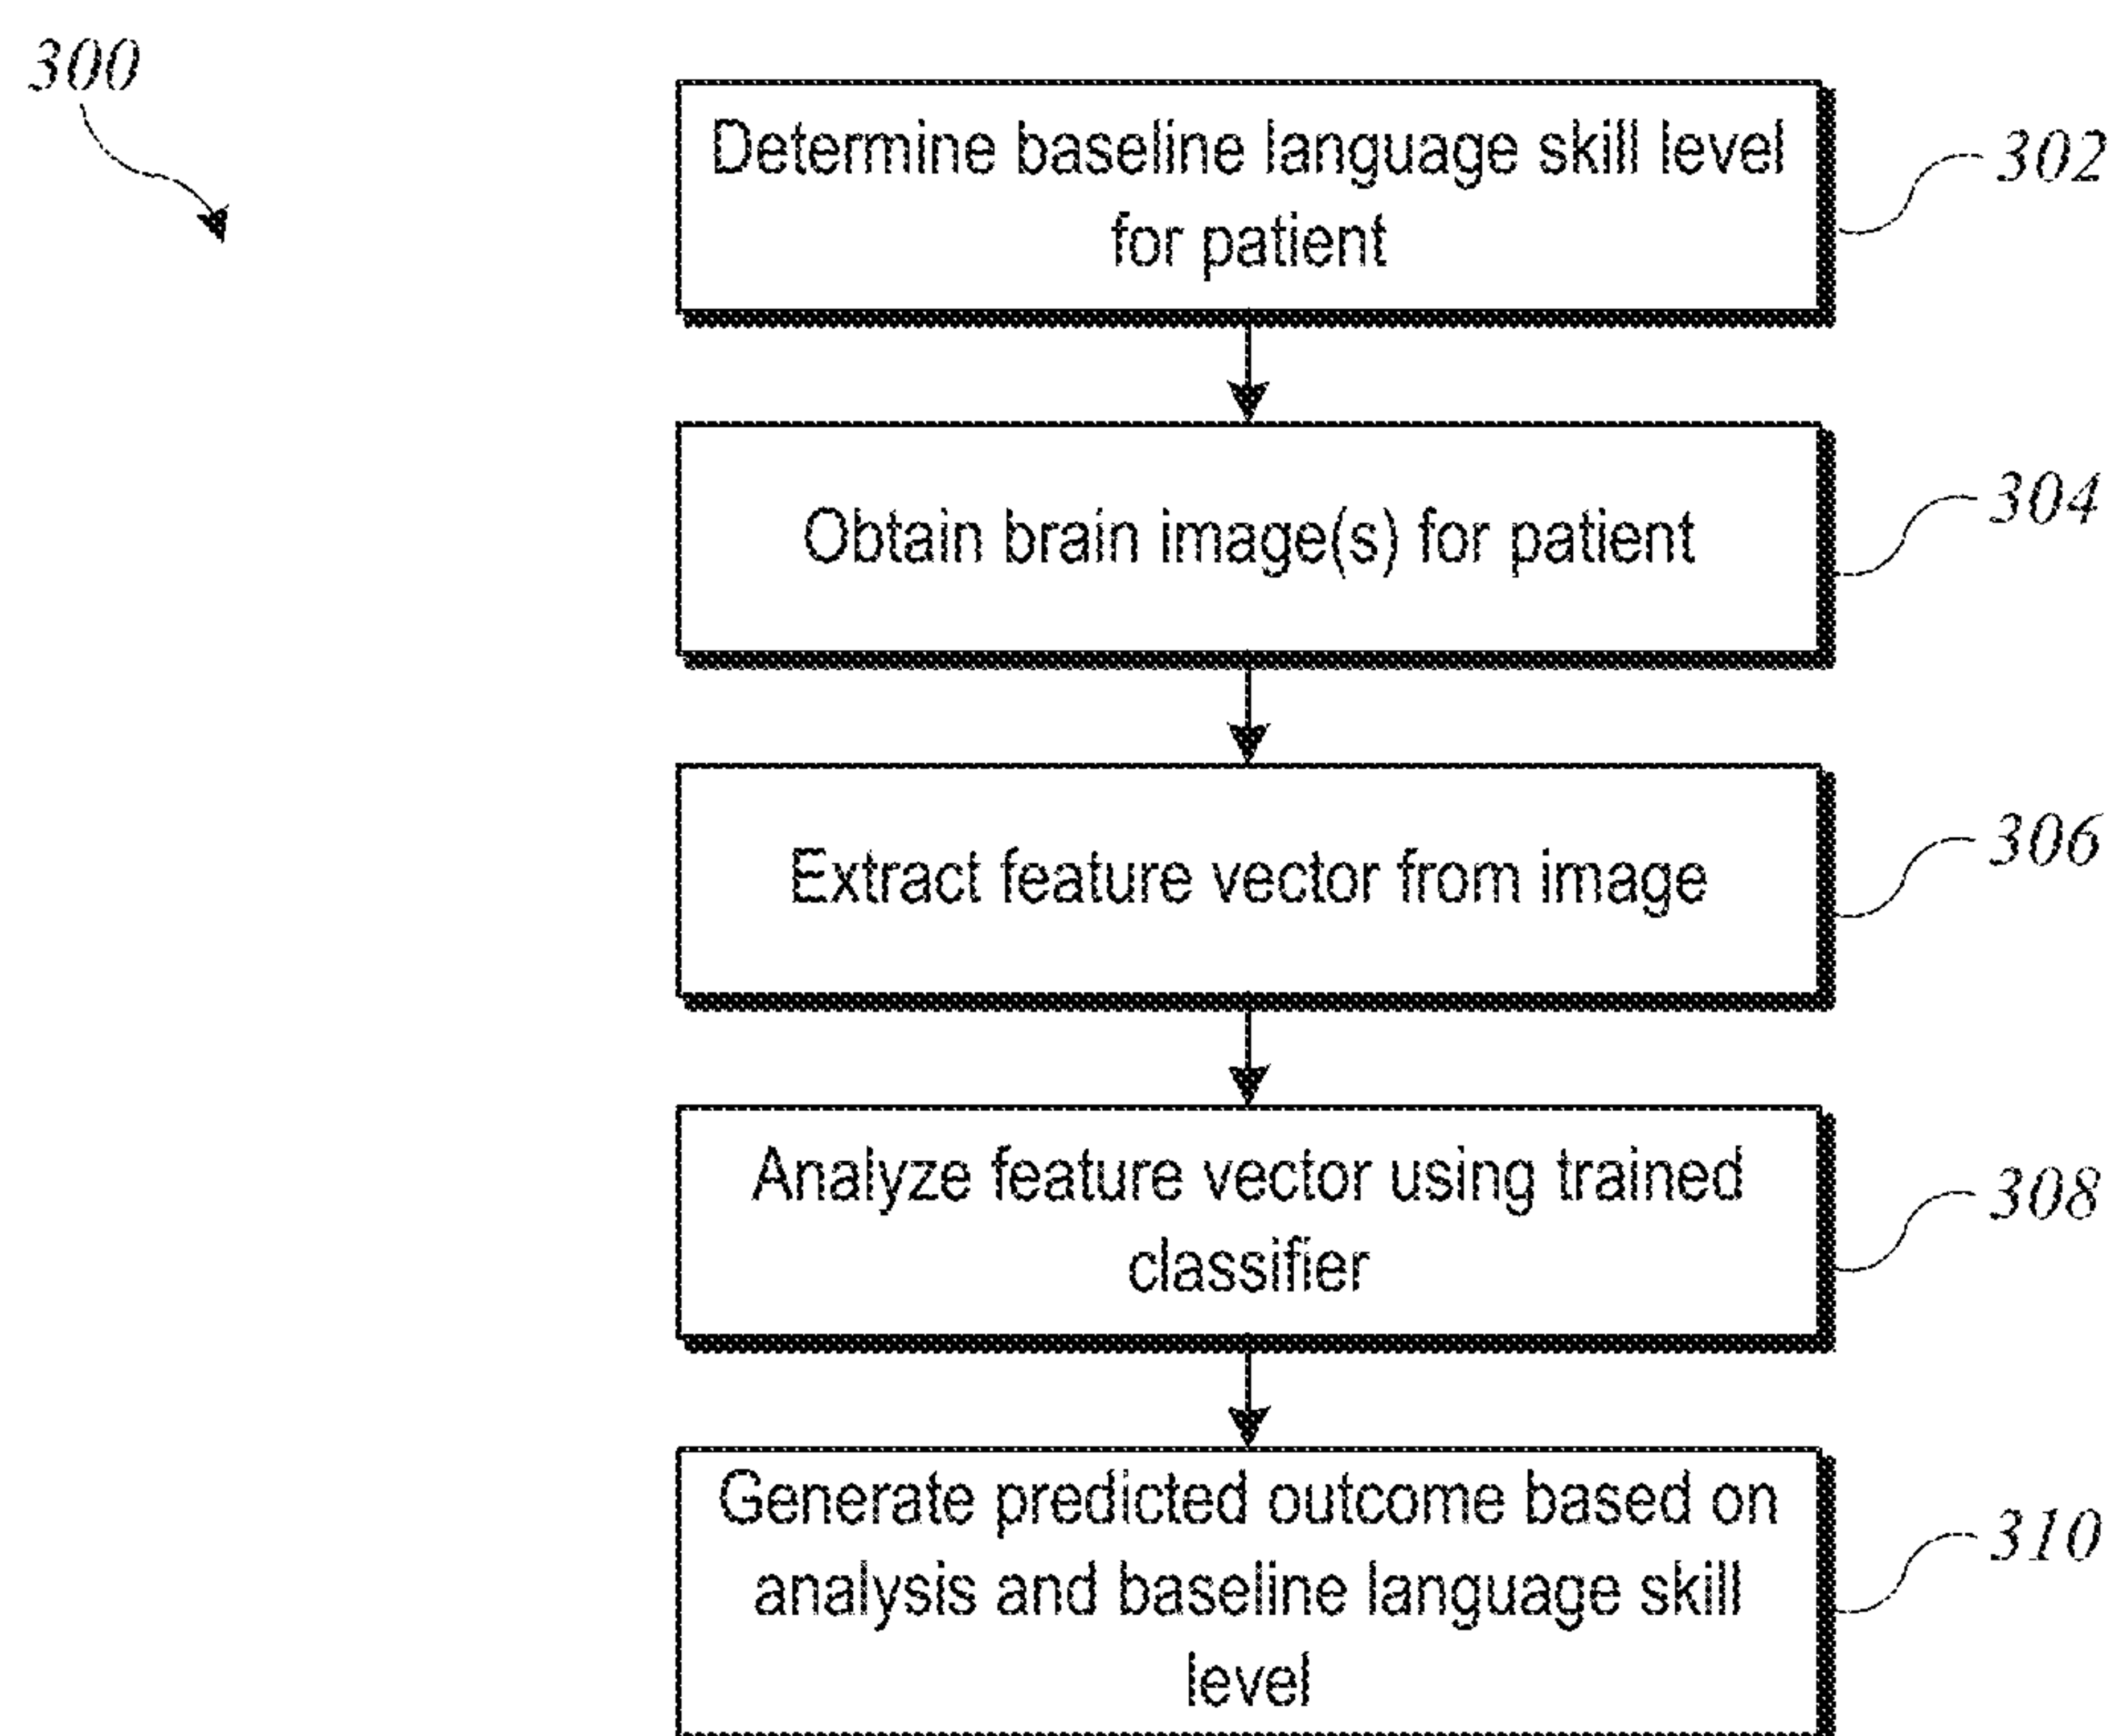 300
Determine baseline language skill level
for patient
302
Obtain brain image(s) for patient
304
Extract feature vector from image
306
Analyze feature vector using trained
classifier
308
Generate predicted outcome based on
analysis and baseline language skill
level
310